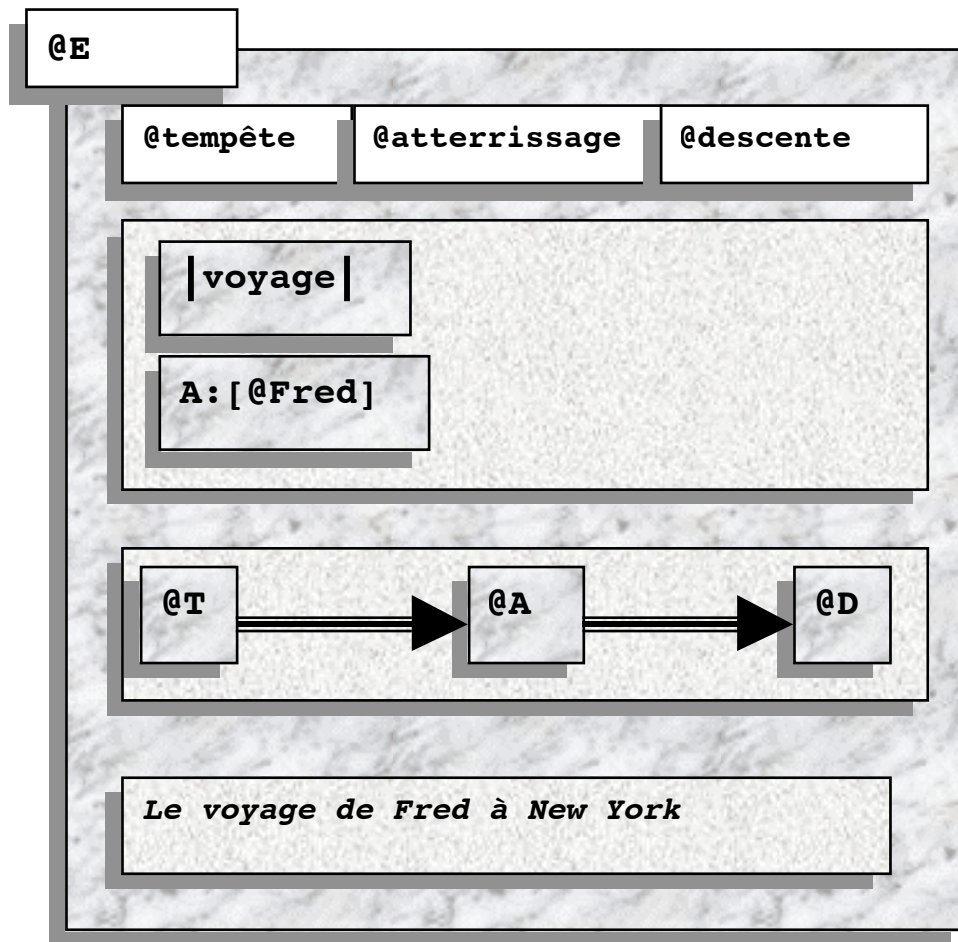 @E
@tempête @atterrissage @descente
|voyage|
A:[@Fred]
@T @A @D
Le voyage de Fred à New York